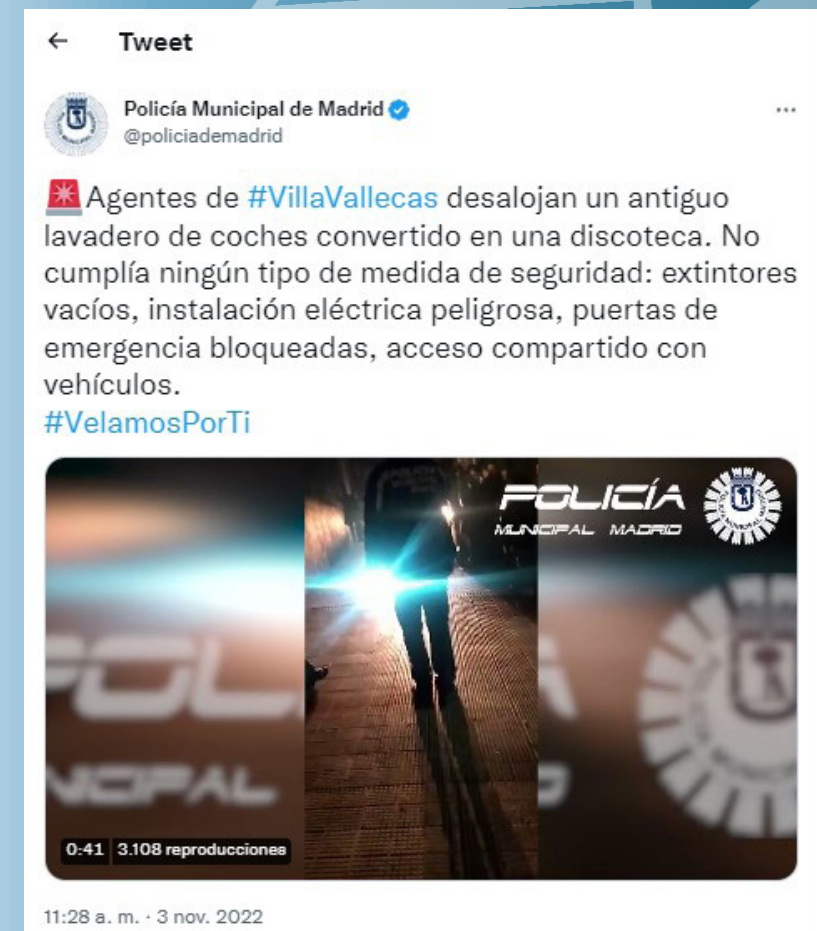 Tweet
Policía Municipal de Madrid
@policiademadrid
Agentes de #VillaVallecas desalojan un antiguo
lavadero de coches convertido en una discoteca. No
cumplía ningún tipo de medida de seguridad: extintores
vacíos, instalación eléctrica peligrosa, puertas de
emergencia bloqueadas, acceso compartido con
vehículos.
#VelamosPorTi
POLICÍA
MUNICIPAL MADRID
0:41 3.108 reproducciones
11:28 a. m. · 3 nov. 2022